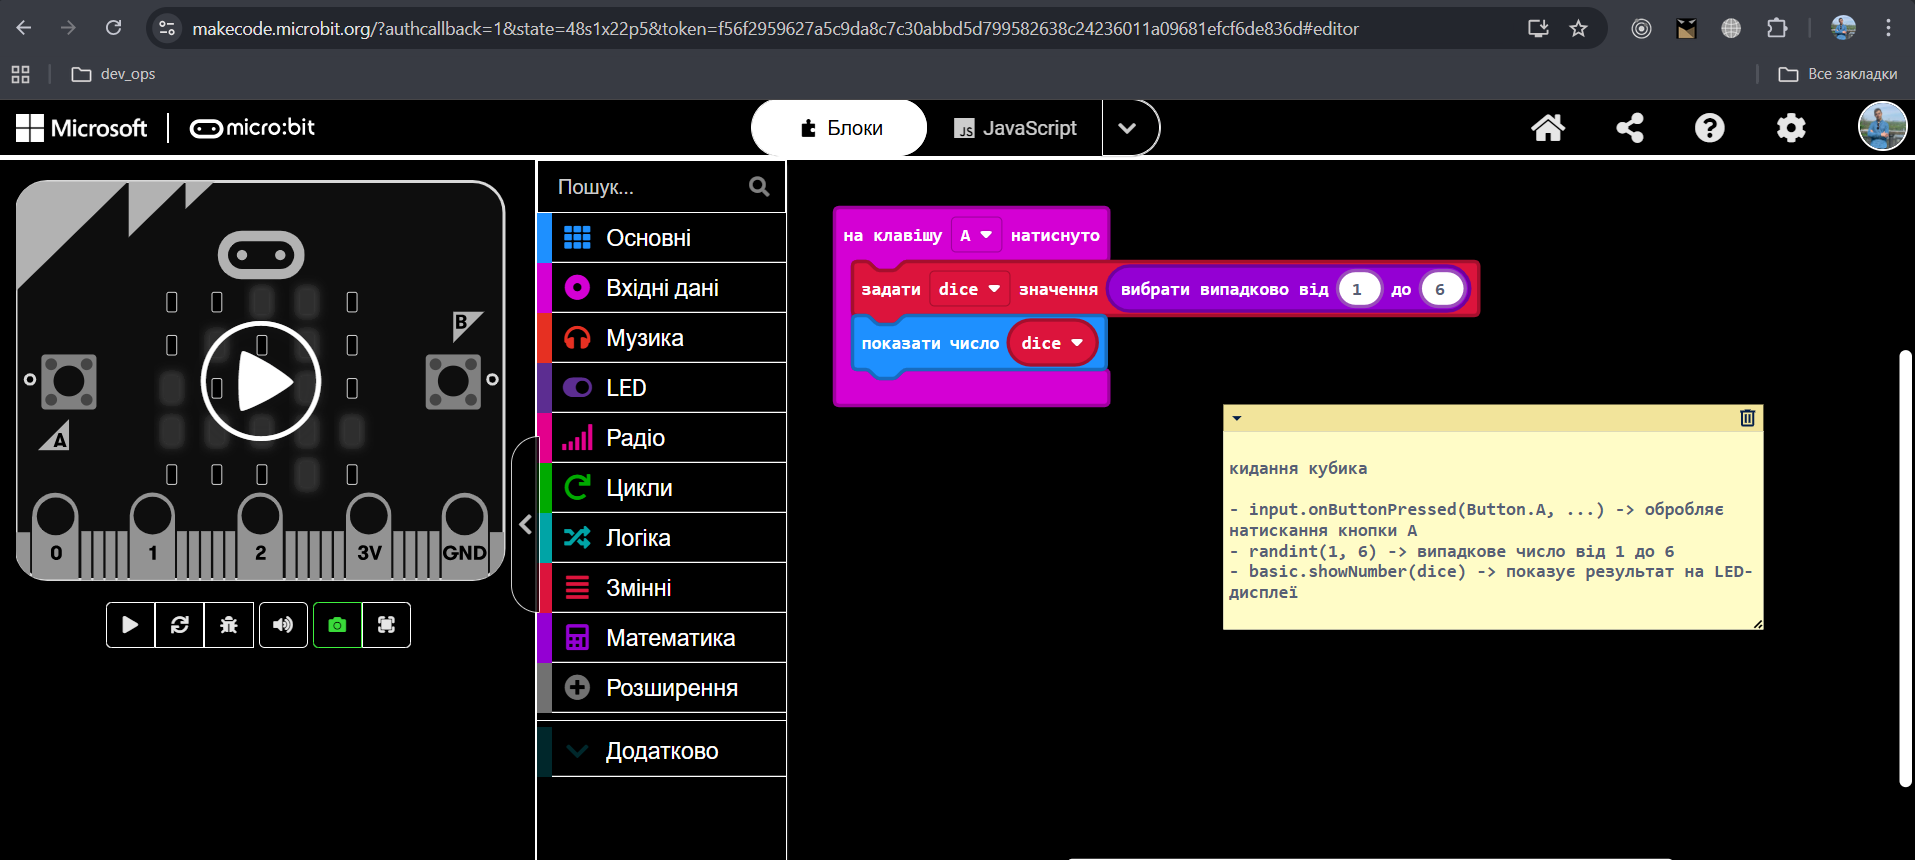 makecode.microbit.org/?authcallback=1&state=48s1x22p5&token=f56f2959627a5c9da8c7c30abbd5d799582638c24236011a09681efcf6de836d#editor
dev_ops
Все закладки
Microsoft
micro:bit
Блоки
JS
JavaScript
Пошук...
Основні
Вхідні дані
Музика
LED
Радіо
Цикли
Логіка
Змінні
Математика
Розширення
Додатково
B
A
0 1 2 3V GND
на клавішу A натиснуто
задати dice значення вибрати випадково від 1 до 6
показати число dice
кидання кубика
- input.onButtonPressed(Button.A, ...) -> обробляє
натискання кнопки A
- randint(1, 6) -> випадкове число від 1 до 6
- basic.showNumber(dice) -> показує результат на LED-
дисплеї